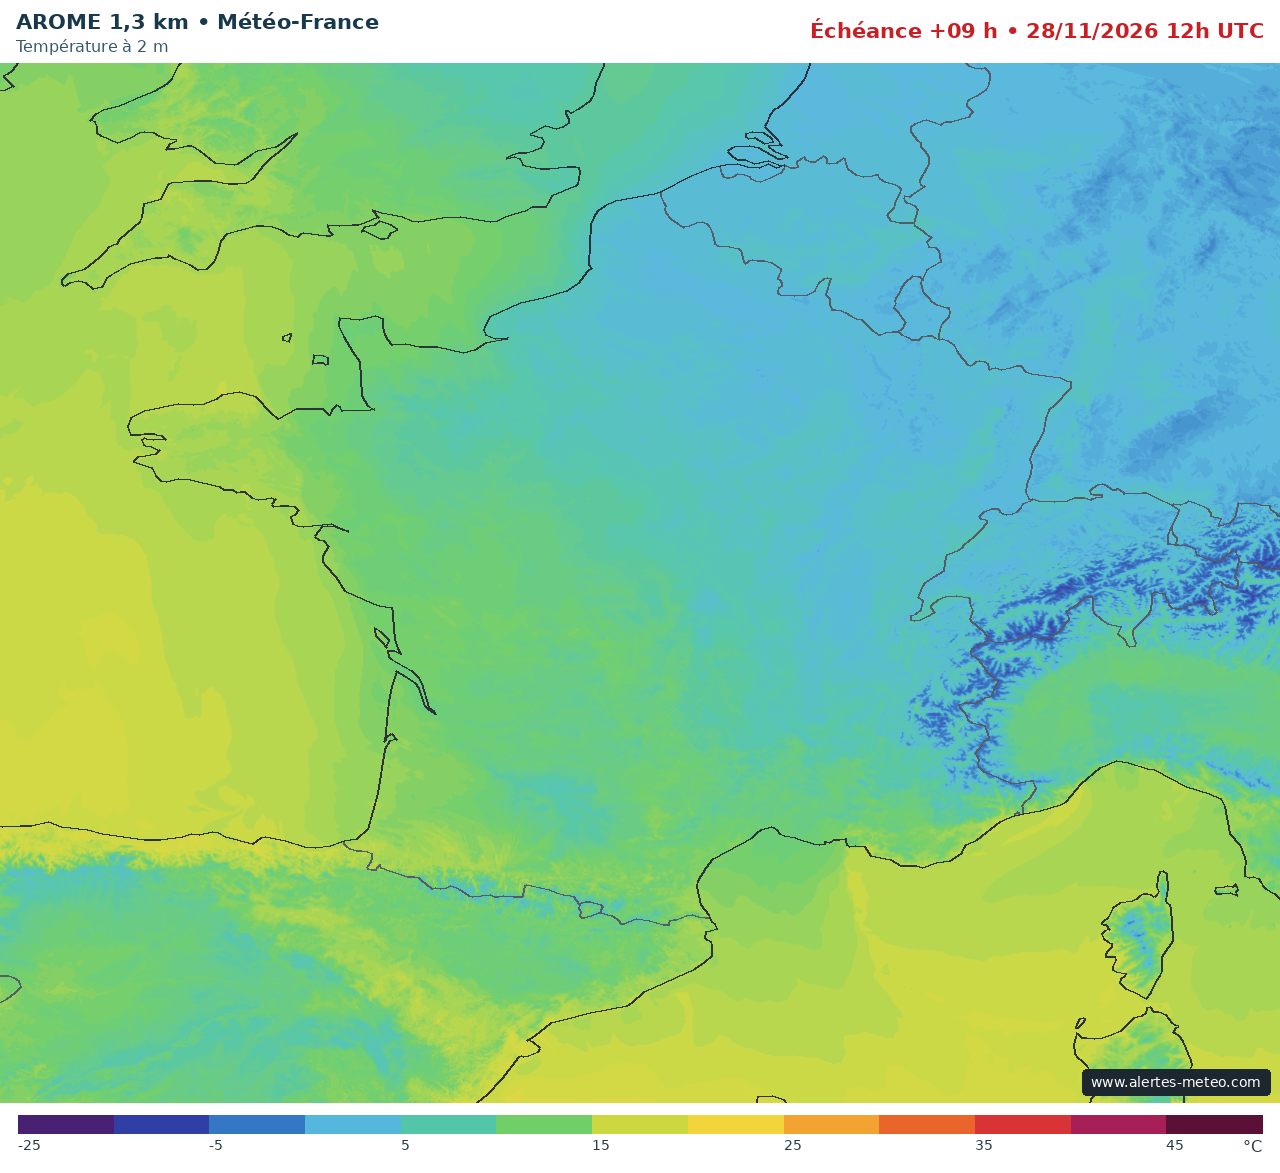 AROME 1,3 km • Météo-France
Température à 2 m
Échéance +09 h • 28/11/2026 12h UTC
www.alertes-meteo.com
-25 -5 5 15 25 35 45 °C